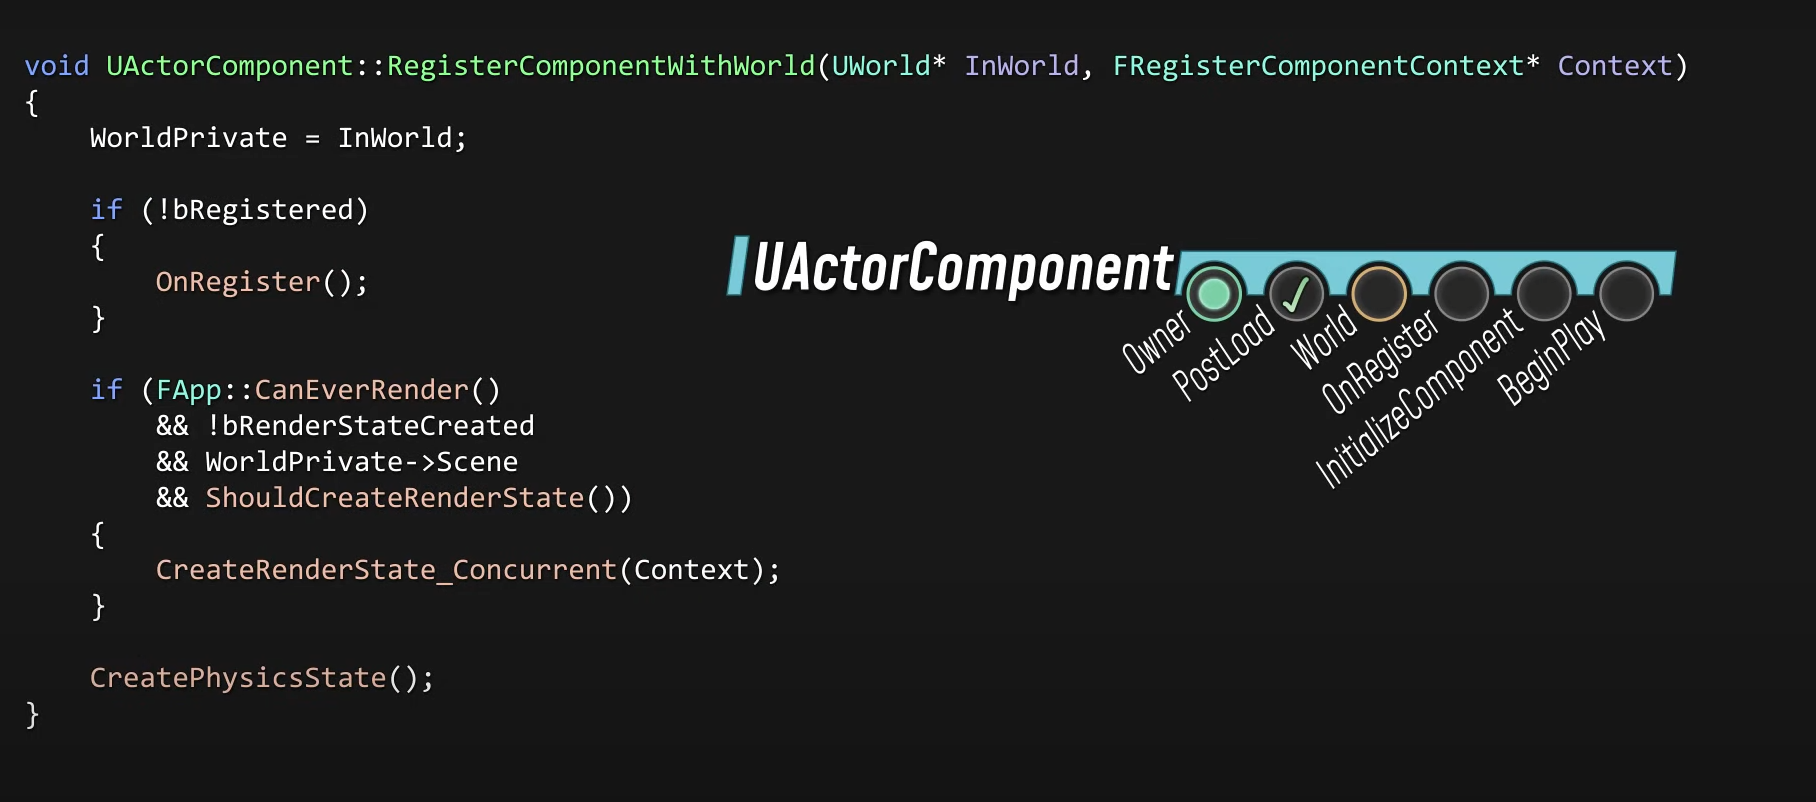 void UActorComponent::RegisterComponentWithWorld(UWorld* InWorld, FRegisterComponentContext* Context)
{
    WorldPrivate = InWorld;
    if (!bRegistered)
    {
        OnRegister();
    }
    if (FApp::CanEverRender()
        && !bRenderStateCreated
        && WorldPrivate->Scene
        && ShouldCreateRenderState())
    {
        CreateRenderState_Concurrent(Context);
    }
    CreatePhysicsState();
}
UActorComponent
Owner
PostLoad
World
OnRegister
InitializeComponent
BeginPlay